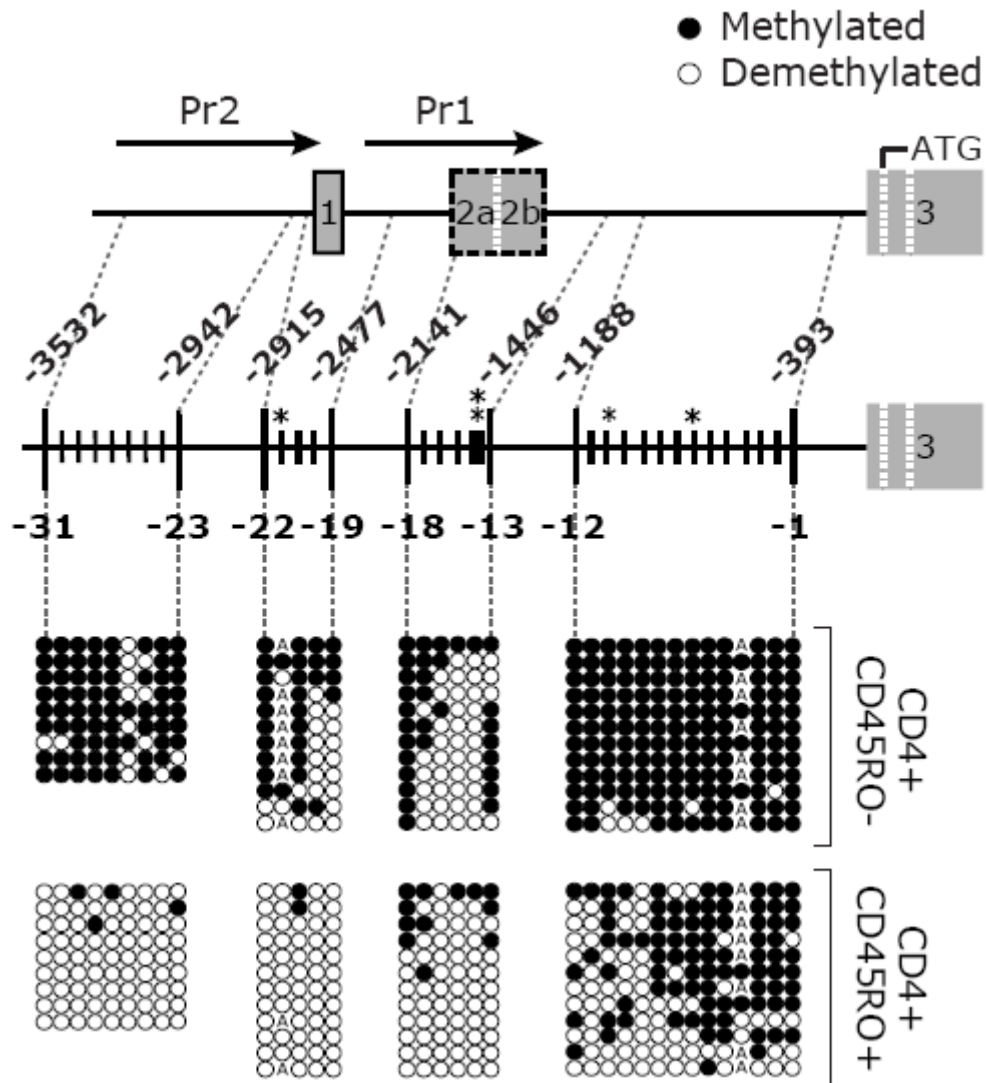 ● Methylated
○ Demethylated
Pr2 Pr1
ATG
1 2a 2b 3
-3532 -2942 -2915 -2477 -2141 -1446 -1188 -393
* * * * *
3
-31 -23 -22 -19 -18 -13 -12 -1
A A
A
A
A
A
A
A
A
A
A
A
A
A
A
CD4+
CD45RO-
A
A
A
A
A
A
A
A
CD4+
CD45RO+